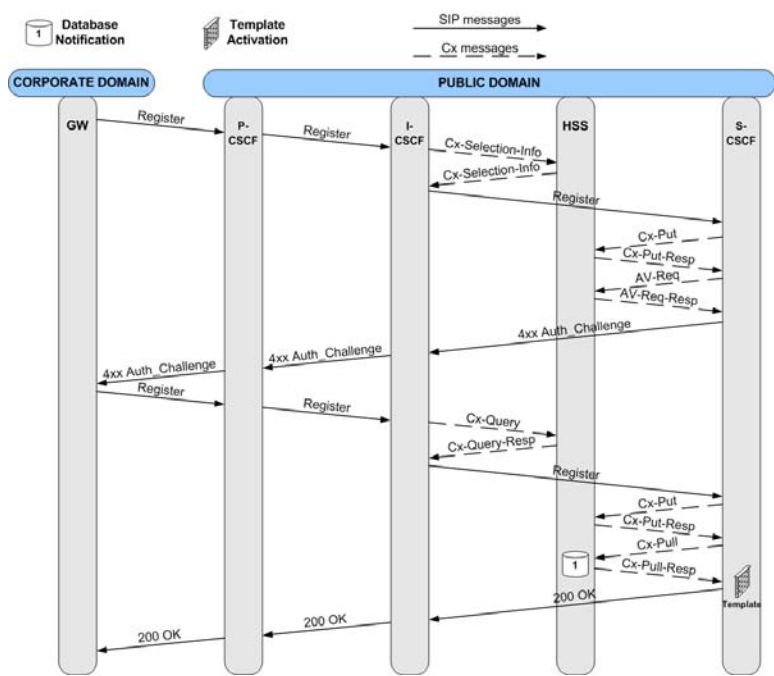 Database
Notification
1
Template
Activation
SIP messages
Cx messages
CORPORATE DOMAIN
PUBLIC DOMAIN
GW
P-
CSCF
I-
CSCF
HSS
S-
CSCF
Register
Register
Cx-Selection-Info
Cx-Selection-Info
Register
Cx-Put
Cx-Put-Resp
AV-Req
AV-Req-Resp
4xx Auth_Challenge
4xx Auth_Challenge
4xx Auth_Challenge
Register
Register
Cx-Query
Cx-Query-Resp
Register
Cx-Put
Cx-Put-Resp
Cx-Pull
Cx-Pull-Resp
1
Template
200 OK
200 OK
200 OK